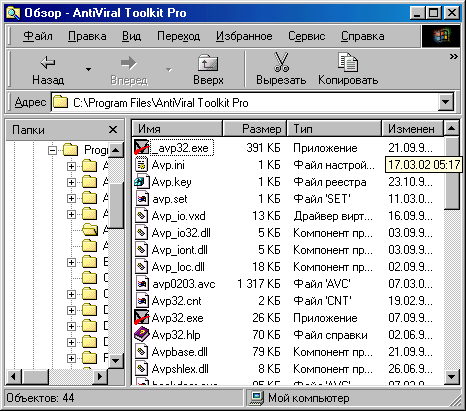 Обзор - AntiViral Toolkit Pro
Файл Правка Вид Переход Избранное Сервис Справка
Назад Вперед Вверх Вырезать Копировать
Адрес C:\Program Files\AntiViral Toolkit Pro
Папки
Имя Размер Тип Изменен
Progr
_avp32.exe 391 КБ Приложение 21.09.9...
Avp.ini 1 КБ Файл настрой... 17.03.02 05:17
Avp.key 1 КБ Файл реестра 23.10.9...
avp.set 1 КБ Файл 'SET' 11.03.0...
Avp_io.vxd 13 КБ Драйвер вирт... 16.09.9...
Avp_io32.dll 5 КБ Компонент пр... 03.09.9...
Avp_iont.dll 5 КБ Компонент пр... 03.09.9...
Avp_loc.dll 18 КБ Компонент пр... 02.09.9...
avp0203.avc 1 317 КБ Файл 'AVC' 07.03.0...
Avp32.cnt 2 КБ Файл 'CNT' 19.02.9...
Avp32.exe 26 КБ Приложение 07.09.9...
Avp32.hlp 70 КБ Файл справки 02.06.9...
Avpbase.dll 79 КБ Компонент пр... 21.09.9...
Avpshlex.dll 8 КБ Компонент пр... 26.08.9...
Объектов: 44 Мой компьютер